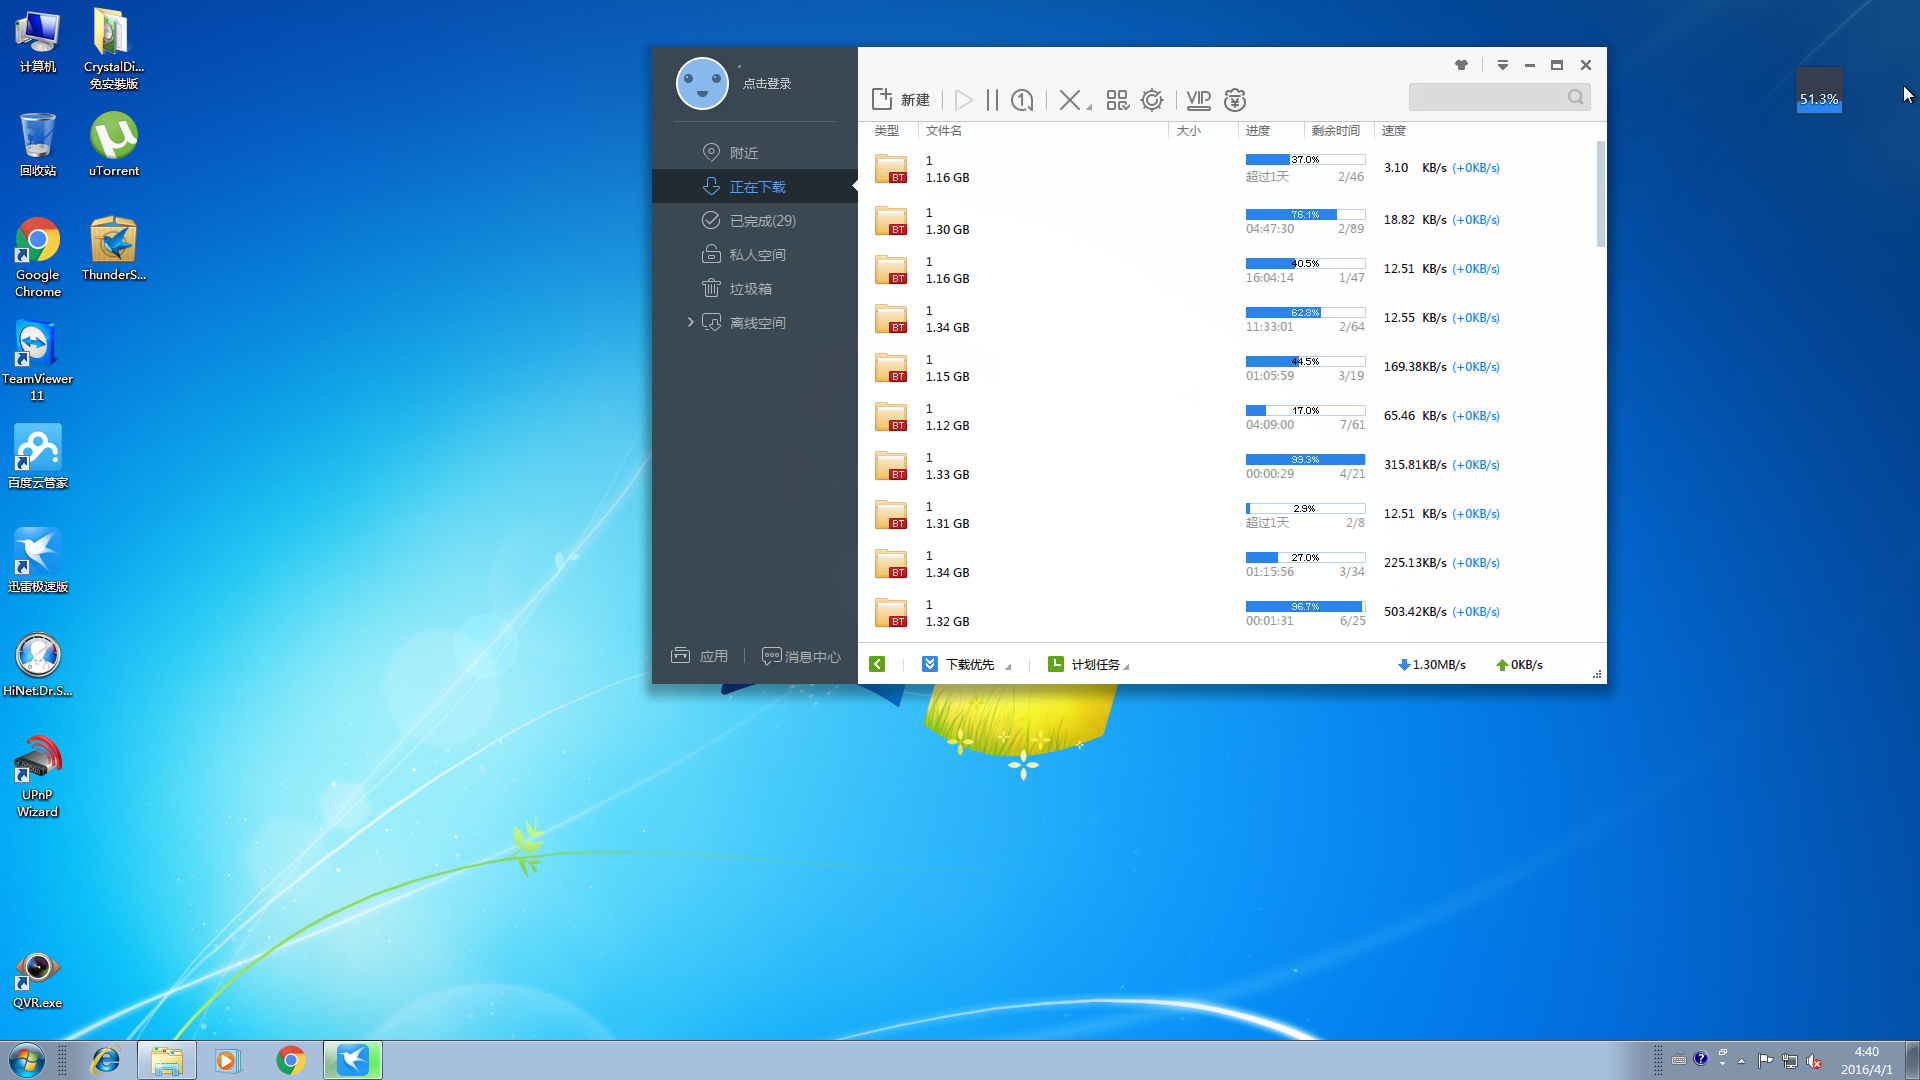 计算机
CrystalDi...
免安裝版
回收站
uTorrent
Google
Chrome
ThunderS...
TeamViewer
11
百度云管家
迅雷极速版
HiNet.Dr.S...
UPnP
Wizard
QVR.exe
点击登录
附近
正在下载
已完成(29)
私人空间
垃圾箱
离线空间
应用
消息中心
新建
VIP
类型 文件名 大小 进度 剩余时间 速度
BT 1 37.0%
1.16 GB 超过1天 2/46 3.10 KB/s (+0KB/s)
BT 1 76.1%
1.30 GB 04:47:30 2/89 18.82 KB/s (+0KB/s)
BT 1 40.5%
1.16 GB 16:04:14 1/47 12.51 KB/s (+0KB/s)
BT 1 62.8%
1.34 GB 11:33:01 2/64 12.55 KB/s (+0KB/s)
BT 1 44.5%
1.15 GB 01:05:59 3/19 169.38KB/s (+0KB/s)
BT 1 17.0%
1.12 GB 04:09:00 7/61 65.46 KB/s (+0KB/s)
BT 1 99.3%
1.33 GB 00:00:29 4/21 315.81KB/s (+0KB/s)
BT 1 2.9%
1.31 GB 超过1天 2/8 12.51 KB/s (+0KB/s)
BT 1 27.0%
1.34 GB 01:15:56 3/34 225.13KB/s (+0KB/s)
BT 1 96.7%
1.32 GB 00:01:31 6/25 503.42KB/s (+0KB/s)
下载优先 计划任务 1.30MB/s 0KB/s
51.3%
4:40
2016/4/1